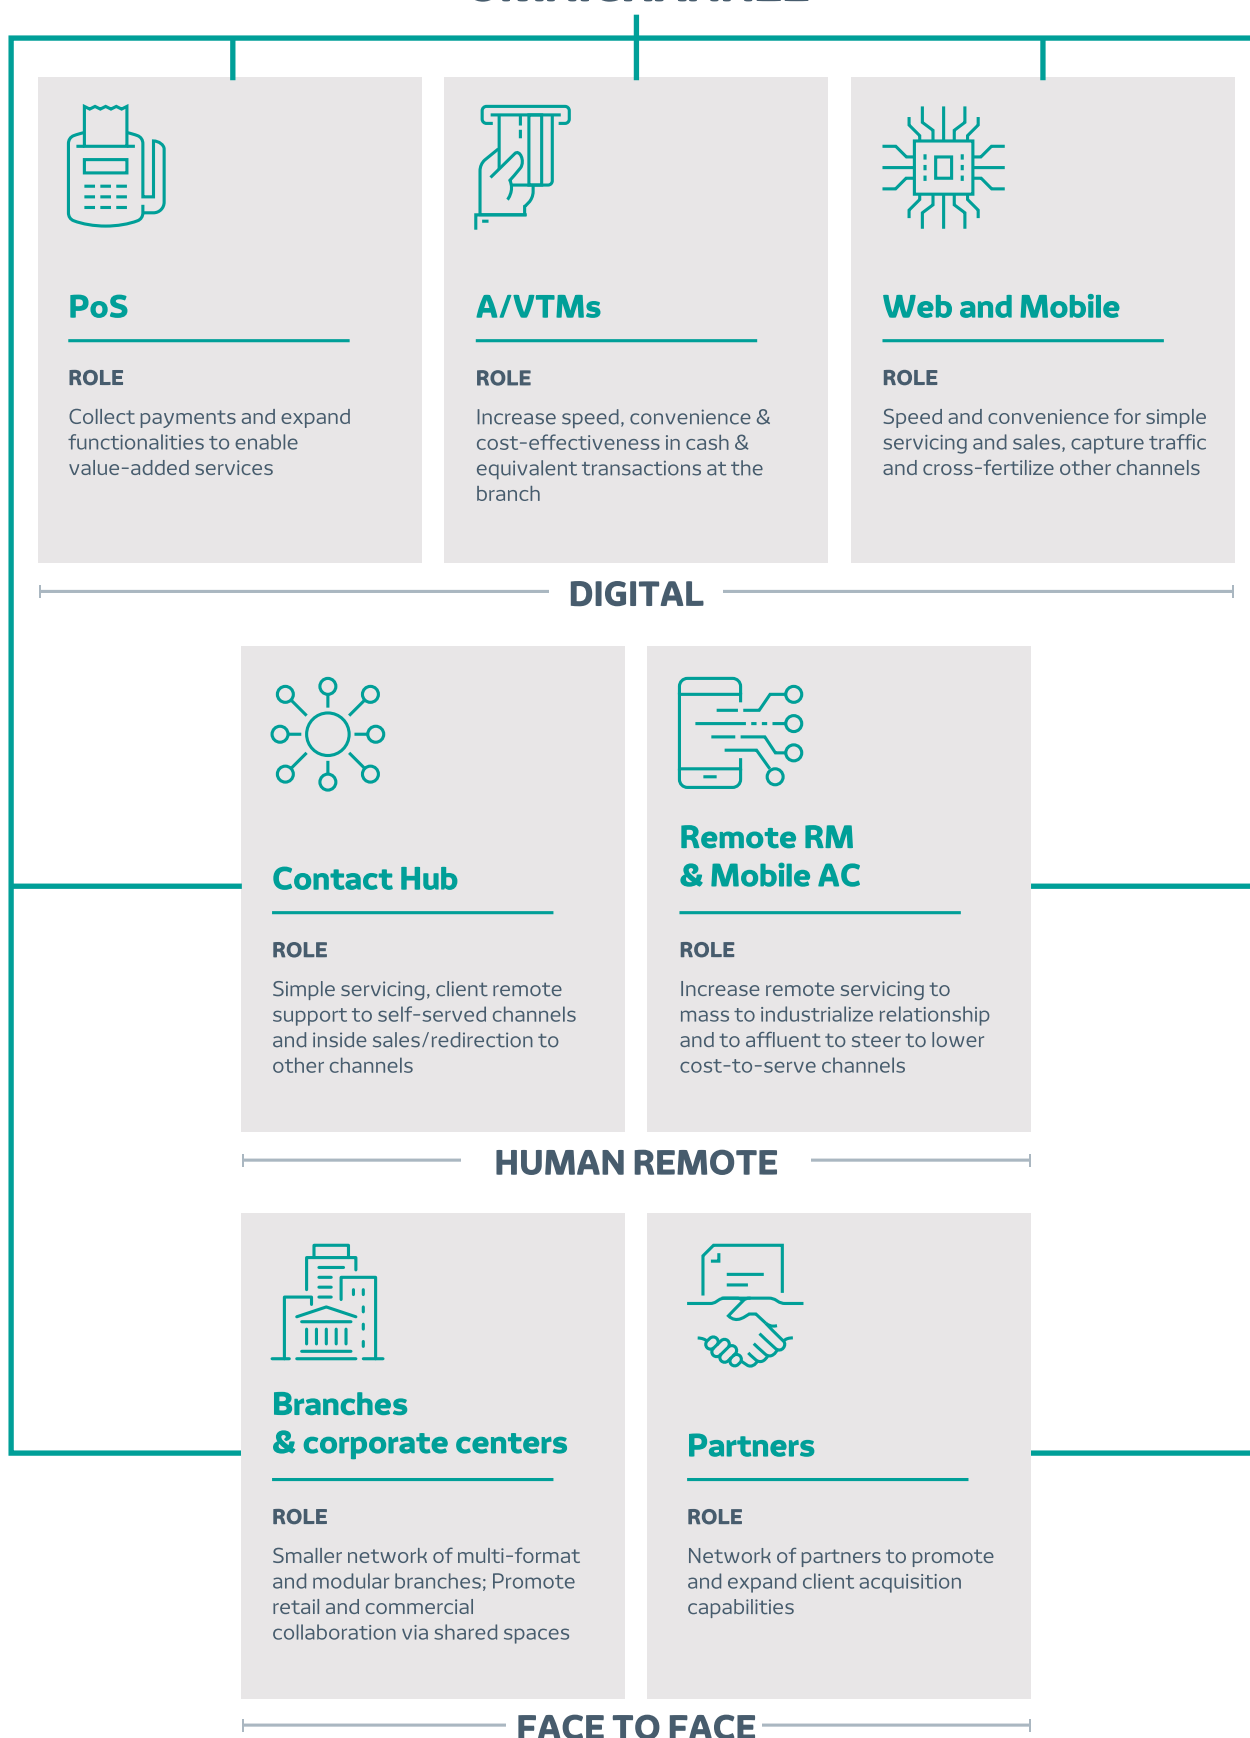 PoS
ROLE
Collect payments and expand
functionalities to enable
value-added services
A/VTMs
ROLE
Increase speed, convenience &
cost-effectiveness in cash &
equivalent transactions at the
branch
Web and Mobile
ROLE
Speed and convenience for simple
servicing and sales, capture traffic
and cross-fertilize other channels
DIGITAL
Contact Hub
ROLE
Simple servicing, client remote
support to self-served channels
and inside sales/redirection to
other channels
Remote RM
& Mobile AC
ROLE
Increase remote servicing to
mass to industrialize relationship
and to affluent to steer to lower
cost-to-serve channels
HUMAN REMOTE
Branches
& corporate centers
ROLE
Smaller network of multi-format
and modular branches; Promote
retail and commercial
collaboration via shared spaces
Partners
ROLE
Network of partners to promote
and expand client acquisition
capabilities
FACE TO FACE